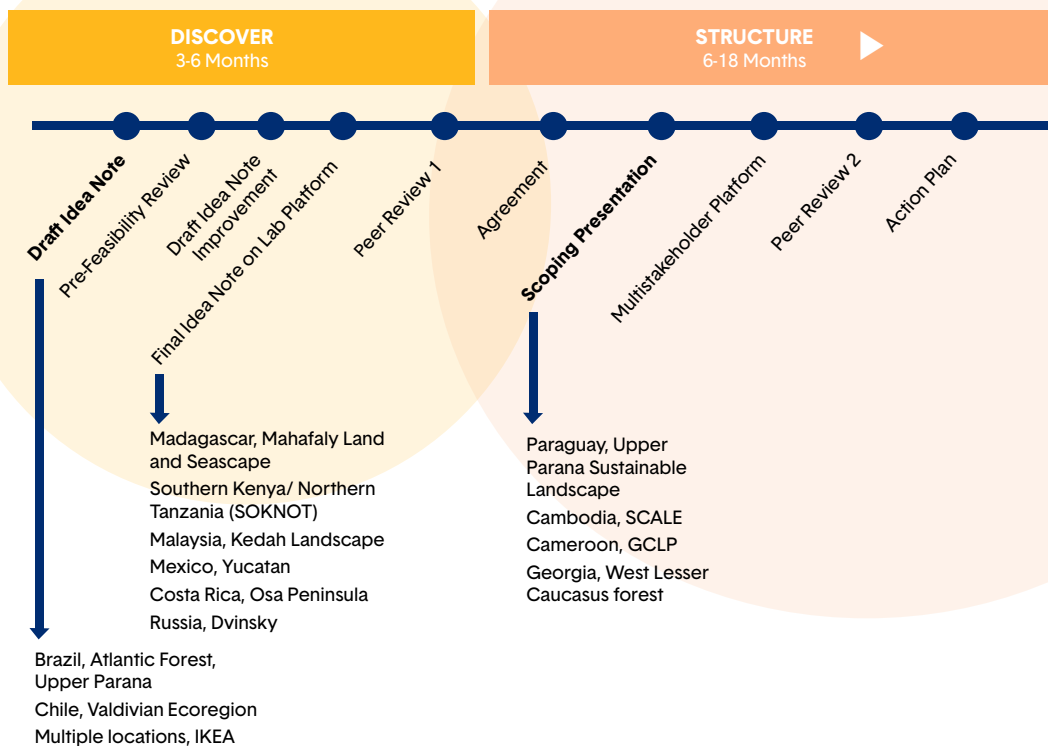 DISCOVER
3-6 Months
STRUCTURE
6-18 Months
Draft Idea Note
Pre-Feasibility Review
Draft Idea Note
Improvement
Final Idea Note on Lab Platform
Peer Review 1
Agreement
Scoping Presentation
Multistakeholder Platform
Peer Review 2
Action Plan
Madagascar, Mahafaly Land
and Seascape
Southern Kenya/ Northern
Tanzania (SOKNOT)
Malaysia, Kedah Landscape
Mexico, Yucatan
Costa Rica, Osa Peninsula
Russia, Dvinsky
Paraguay, Upper
Parana Sustainable
Landscape
Cambodia, SCALE
Cameroon, GCLP
Georgia, West Lesser
Caucasus forest
Brazil, Atlantic Forest,
Upper Parana
Chile, Valdivian Ecoregion
Multiple locations, IKEA